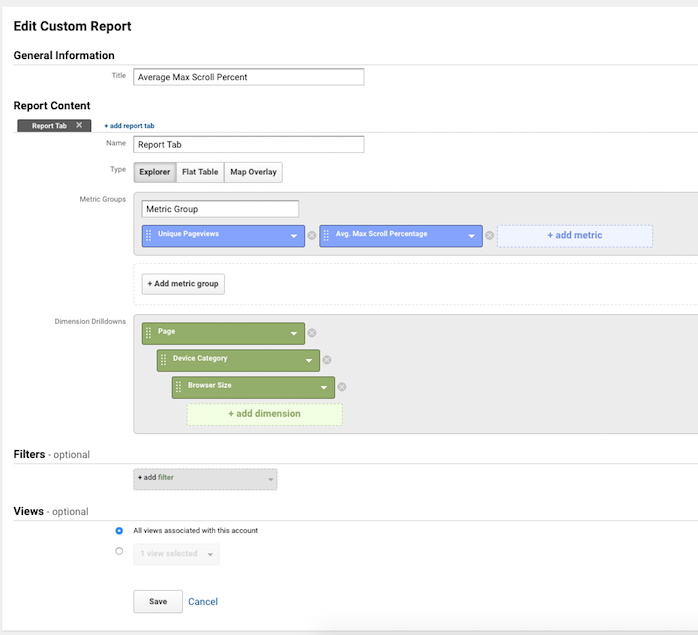 Edit Custom Report
General Information
Title Average Max Scroll Percent
Report Content
Report Tab ✕ + add report tab
Name Report Tab
Type Explorer Flat Table Map Overlay
Metric Groups
Metric Group
Unique Pageviews Avg. Max Scroll Percentage + add metric
+ Add metric group
Dimension Drilldowns
Page
Device Category
Browser Size
+ add dimension
Filters - optional
+ add filter
Views - optional
All views associated with this account
1 view selected
Save Cancel